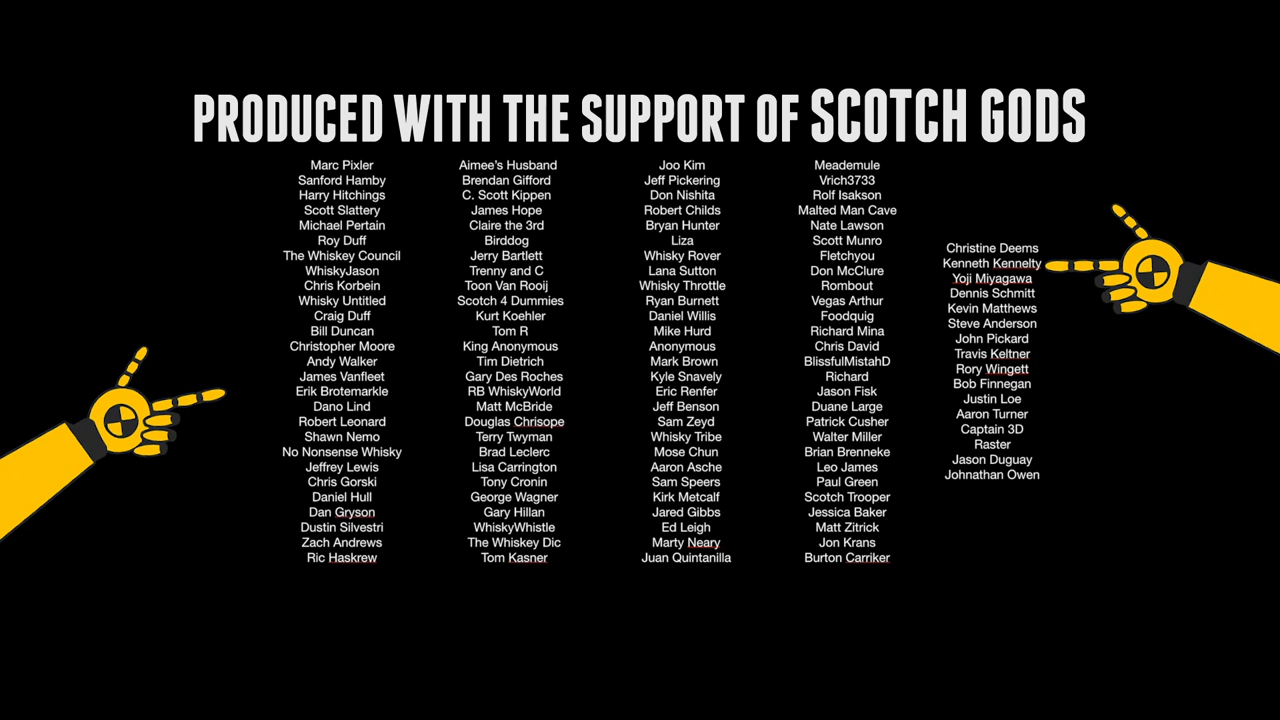 PRODUCED WITH THE SUPPORT OF SCOTCH GODS
Marc Pixler
Sanford Hamby
Harry Hitchings
Scott Slattery
Michael Pertain
Roy Duff
The Whiskey Council
WhiskyJason
Chris Korbein
Whisky Untitled
Craig Duff
Bill Duncan
Christopher Moore
Andy Walker
James Vanfleet
Erik Brotemarkle
Dano Lind
Robert Leonard
Shawn Nemo
No Nonsense Whisky
Jeffrey Lewis
Chris Gorski
Daniel Hull
Dan Gryson
Dustin Silvestri
Zach Andrews
Ric Haskrew
Aimee's Husband
Brendan Gifford
C. Scott Kippen
James Hope
Claire the 3rd
Birddog
Jerry Bartlett
Trenny and C
Toon Van Rooij
Scotch 4 Dummies
Kurt Koehler
Tom R
King Anonymous
Tim Dietrich
Gary Des Roches
RB WhiskyWorld
Matt McBride
Douglas Chrisope
Terry Twyman
Brad Leclerc
Lisa Carrington
Tony Cronin
George Wagner
Gary Hillan
WhiskyWhistle
The Whiskey Dic
Tom Kasner
Joo Kim
Jeff Pickering
Don Nishita
Robert Childs
Bryan Hunter
Liza
Whisky Rover
Lana Sutton
Whisky Throttle
Ryan Burnett
Daniel Willis
Mike Hurd
Anonymous
Mark Brown
Kyle Snavely
Eric Renfer
Jeff Benson
Sam Zeyd
Whisky Tribe
Mose Chun
Aaron Asche
Sam Speers
Kirk Metcalf
Jared Gibbs
Ed Leigh
Marty Neary
Juan Quintanilla
Meademule
Vrich3733
Rolf Isakson
Malted Man Cave
Nate Lawson
Scott Munro
Fletchyou
Don McClure
Rombout
Vegas Arthur
Foodquig
Richard Mina
Chris David
BlissfulMistahD
Richard
Jason Fisk
Duane Large
Patrick Cusher
Walter Miller
Brian Brenneke
Leo James
Paul Green
Scotch Trooper
Jessica Baker
Matt Zitrick
Jon Krans
Burton Carriker
Christine Deems
Kenneth Kennelty
Yoji Miyagawa
Dennis Schmitt
Kevin Matthews
Steve Anderson
John Pickard
Travis Keltner
Rory Wingett
Bob Finnegan
Justin Loe
Aaron Turner
Captain 3D
Raster
Jason Duguay
Johnathan Owen